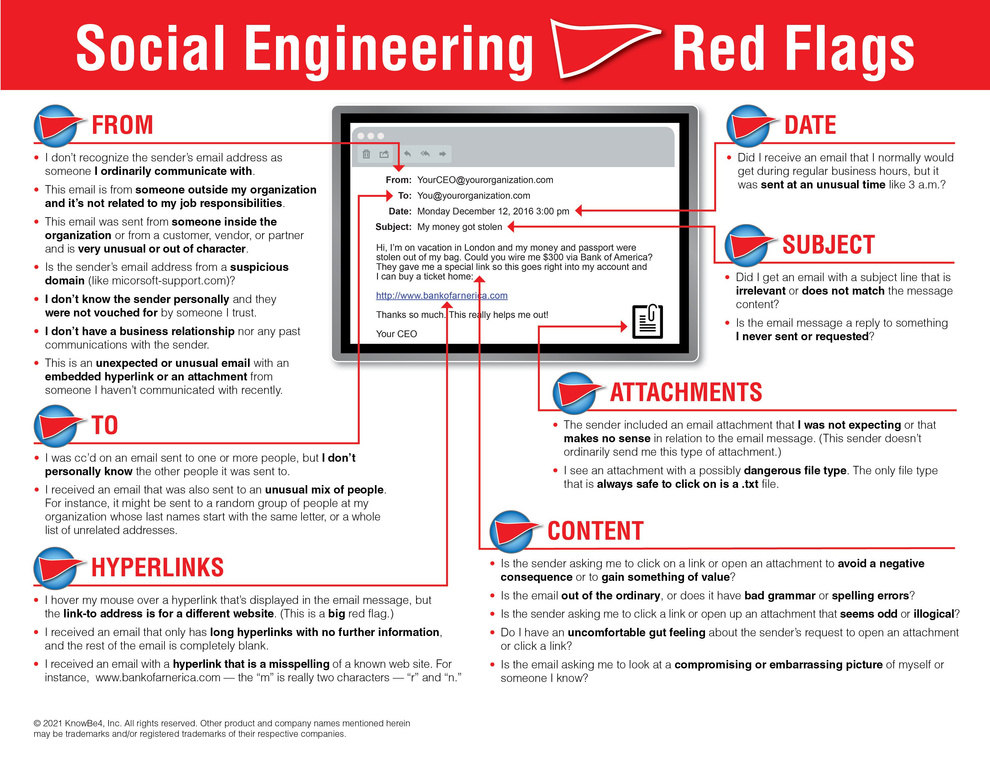 Social Engineering Red Flags
FROM
• I don't recognize the sender's email address as
someone I ordinarily communicate with.
• This email is from someone outside my organization
and it's not related to my job responsibilities.
• This email was sent from someone inside the
organization or from a customer, vendor, or partner
and is very unusual or out of character.
• Is the sender's email address from a suspicious
domain (like micorsoft-support.com)?
• I don't know the sender personally and they
were not vouched for by someone I trust.
• I don't have a business relationship nor any past
communications with the sender.
• This is an unexpected or unusual email with an
embedded hyperlink or an attachment from
someone I haven't communicated with recently.
TO
• I was cc'd on an email sent to one or more people, but I don't
personally know the other people it was sent to.
• I received an email that was also sent to an unusual mix of people.
For instance, it might be sent to a random group of people at my
organization whose last names start with the same letter, or a whole
list of unrelated addresses.
HYPERLINKS
• I hover my mouse over a hyperlink that's displayed in the email message, but
the link-to address is for a different website. (This is a big red flag.)
• I received an email that only has long hyperlinks with no further information,
and the rest of the email is completely blank.
• I received an email with a hyperlink that is a misspelling of a known web site. For
instance, www.bankofarnerica.com — the "m" is really two characters — "r" and "n."
From: YourCEO@yourorganization.com
To: You@yourorganization.com
Date: Monday December 12, 2016 3:00 pm
Subject: My money got stolen
Hi, I'm on vacation in London and my money and passport were
stolen out of my bag. Could you wire me $300 via Bank of America?
They gave me a special link so this goes right into my account and
I can buy a ticket home:
http://www.bankofarnerica.com
Thanks so much. This really helps me out!
Your CEO
DATE
• Did I receive an email that I normally would
get during regular business hours, but it
was sent at an unusual time like 3 a.m.?
SUBJECT
• Did I get an email with a subject line that is
irrelevant or does not match the message
content?
• Is the email message a reply to something
I never sent or requested?
ATTACHMENTS
• The sender included an email attachment that I was not expecting or that
makes no sense in relation to the email message. (This sender doesn't
ordinarily send me this type of attachment.)
• I see an attachment with a possibly dangerous file type. The only file type
that is always safe to click on is a .txt file.
CONTENT
• Is the sender asking me to click on a link or open an attachment to avoid a negative
consequence or to gain something of value?
• Is the email out of the ordinary, or does it have bad grammar or spelling errors?
• Is the sender asking me to click a link or open up an attachment that seems odd or illogical?
• Do I have an uncomfortable gut feeling about the sender's request to open an attachment
or click a link?
• Is the email asking me to look at a compromising or embarrassing picture of myself or
someone I know?
© 2021 KnowBe4, Inc. All rights reserved. Other product and company names mentioned herein
may be trademarks and/or registered trademarks of their respective companies.